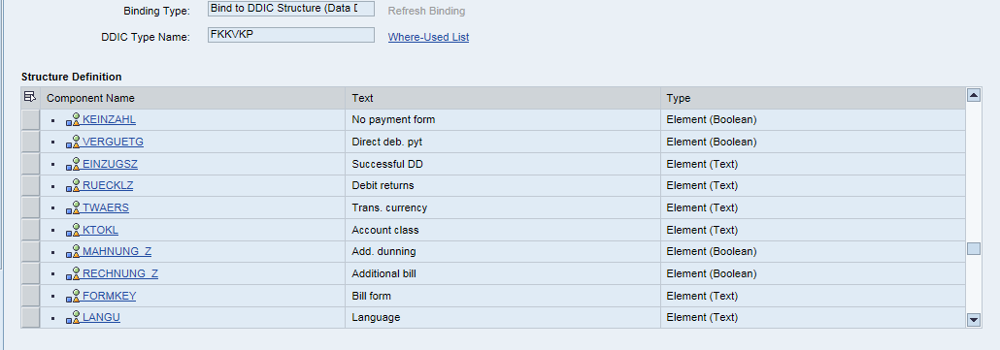 Binding Type: Bind to DDIC Structure (Data D Refresh Binding
DDIC Type Name: FKKVKP Where-Used List
Structure Definition
Component Name Text Type
KEINZAHL No payment form Element (Boolean)
VERGUETG Direct deb. pyt Element (Boolean)
EINZUGSZ Successful DD Element (Text)
RUECKLZ Debit returns Element (Text)
TWAERS Trans. currency Element (Text)
KTOKL Account class Element (Text)
MAHNUNG_Z Add. dunning Element (Boolean)
RECHNUNG_Z Additional bill Element (Boolean)
FORMKEY Bill form Element (Text)
LANGU Language Element (Text)